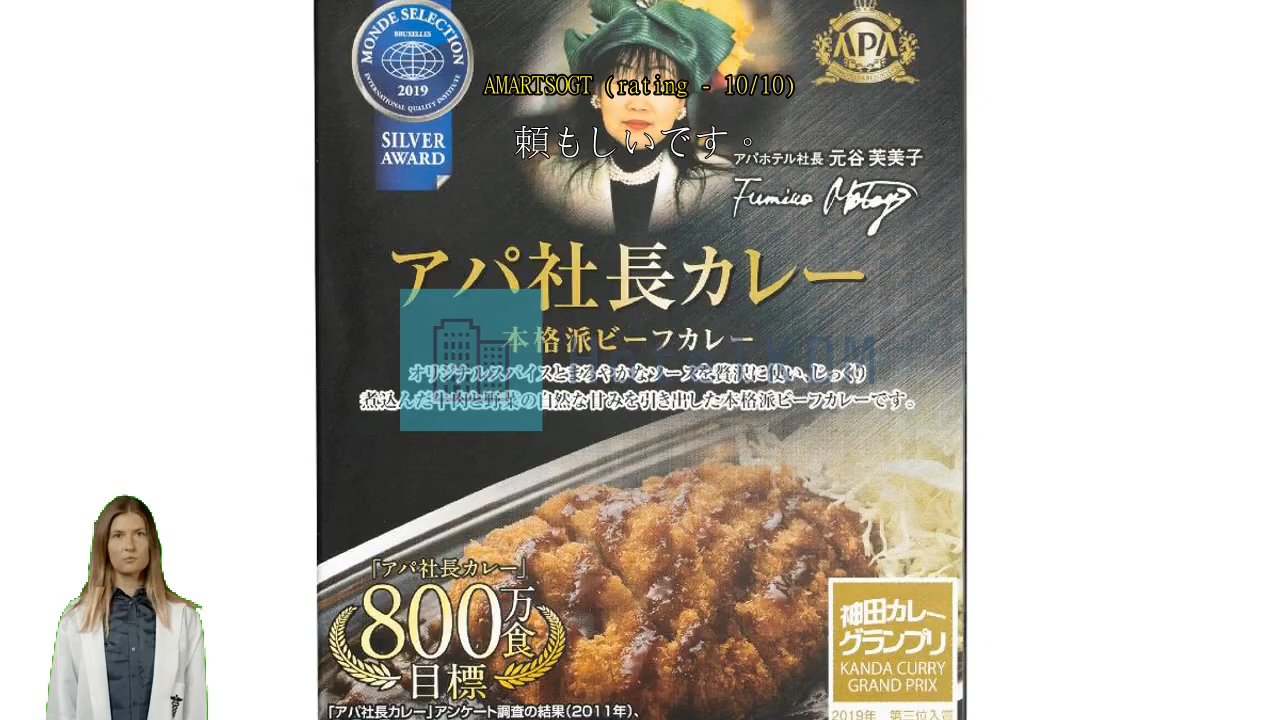 MONDE SELECTION
BRUXELLES
2019
INTERNATIONAL QUALITY INSTITUTE
SILVER
AWARD
APA
AMARTSOGT (rating - 10/10)
頼もしいです。
アパホテル社長 元谷 芙美子
Fumiko Motoya
アパ社長カレー
本格派ビーフカレー
オリジナルスパイスとまろやかなソースを贅沢に使い、じっくり
煮込んだ牛肉と野菜の自然な甘みを引き出した本格派ビーフカレーです。
「アパ社長カレー」
800万食
目標
「アパ社長カレー」アンケート調査の結果(2011年)、
神田カレー
グランプリ
KANDA CURRY
GRAND PRIX
2019年 第三位入賞